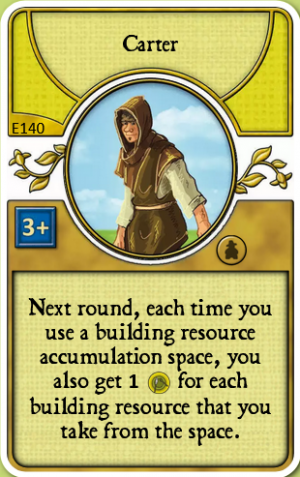 Carter
E140
3+
Next round, each time you
use a building resource
accumulation space, you
also get 1 for each
building resource that you
take from the space.